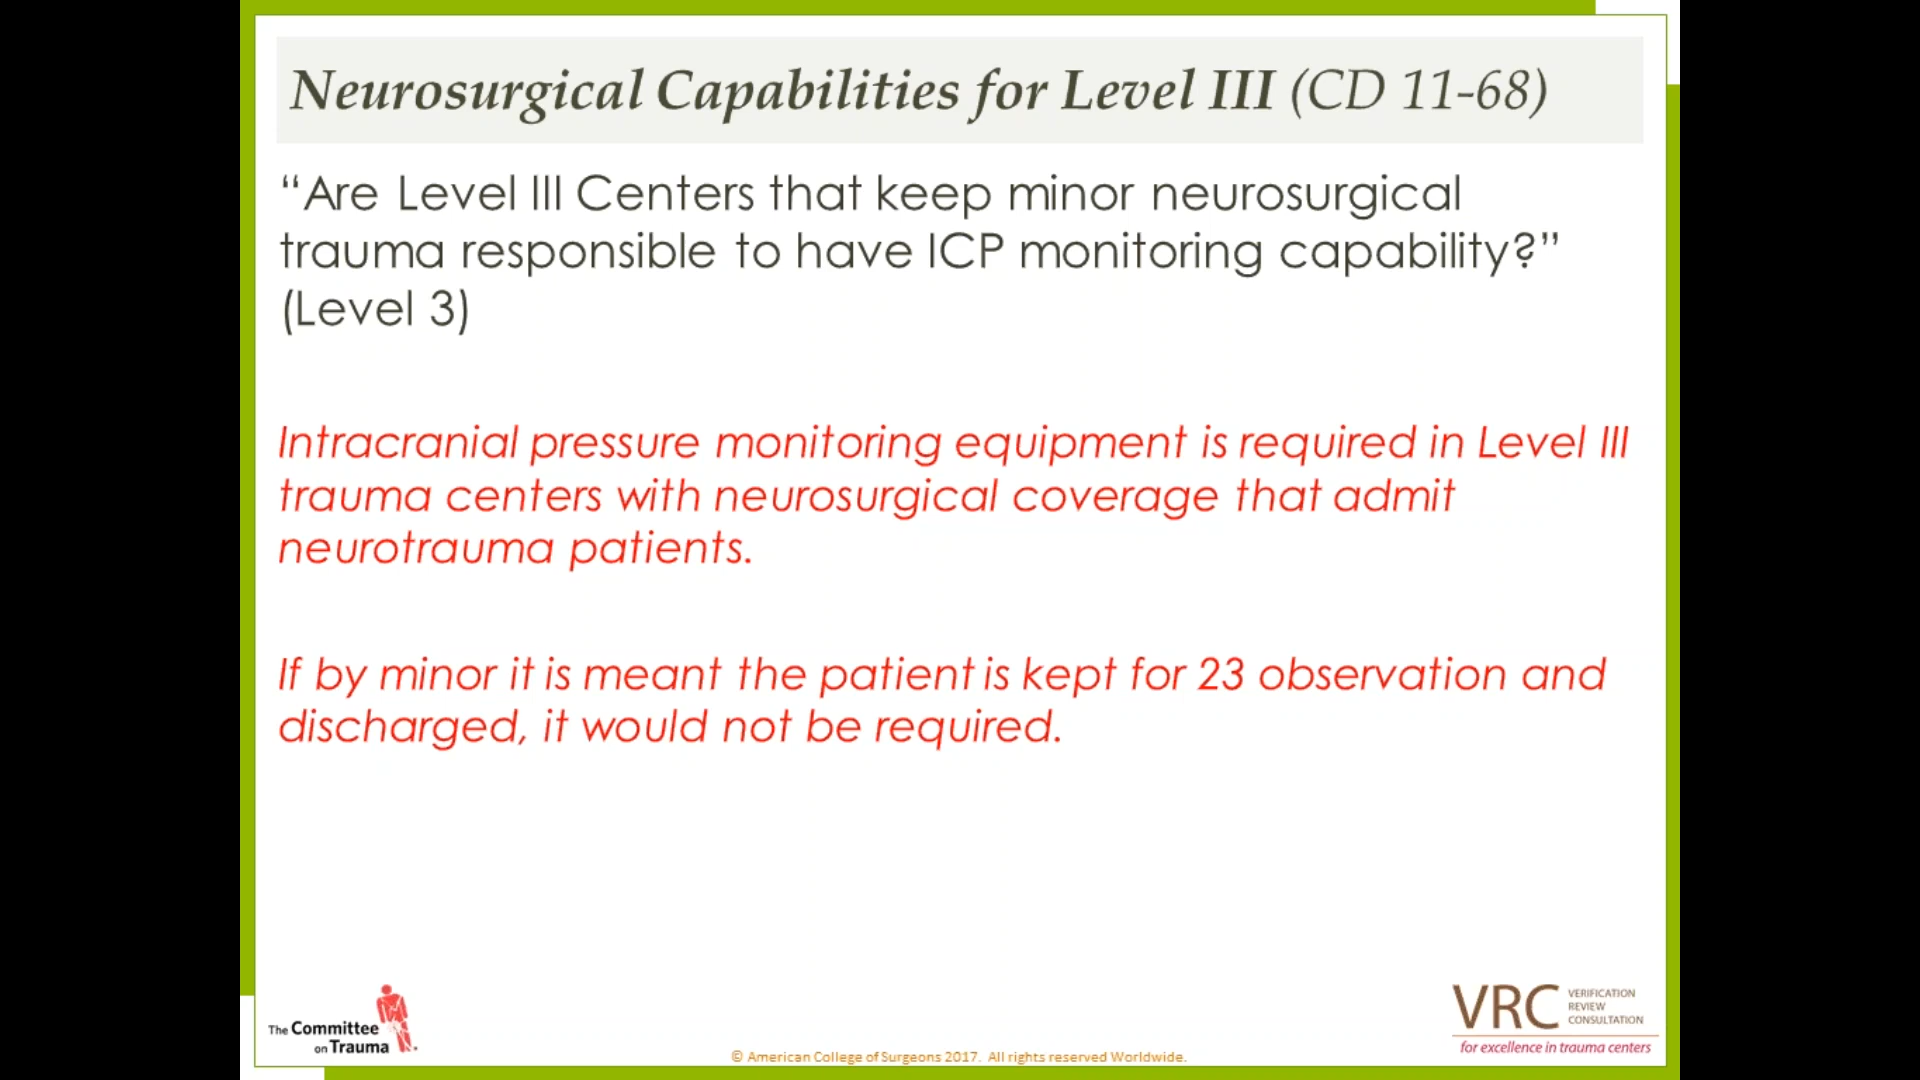 Neurosurgical Capabilities for Level III (CD 11-68)
“Are Level III Centers that keep minor neurosurgical
trauma responsible to have ICP monitoring capability?”
(Level 3)
Intracranial pressure monitoring equipment is required in Level III
trauma centers with neurosurgical coverage that admit
neurotrauma patients.
If by minor it is meant the patient is kept for 23 observation and
discharged, it would not be required.
The Committee
on Trauma
© American College of Surgeons 2017. All rights reserved Worldwide.
VRC
VERIFICATION
REVIEW
CONSULTATION
for excellence in trauma centers